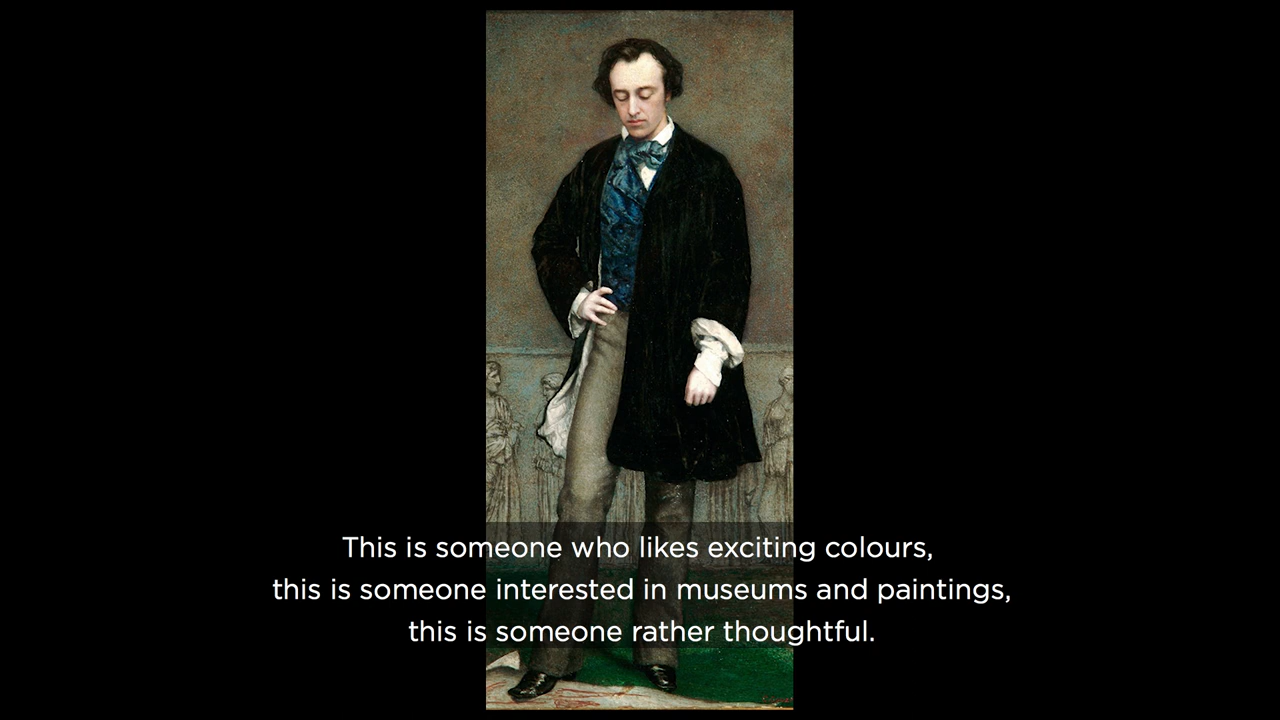 This is someone who likes exciting colours,
this is someone interested in museums and paintings,
this is someone rather thoughtful.